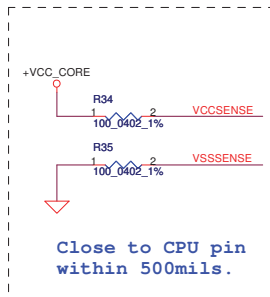 +VCC_CORE
R34
1 2 VCCSENSE
100_0402_1%
R35
1 2 VSSSENSE
100_0402_1%
Close to CPU pin
within 500mils.